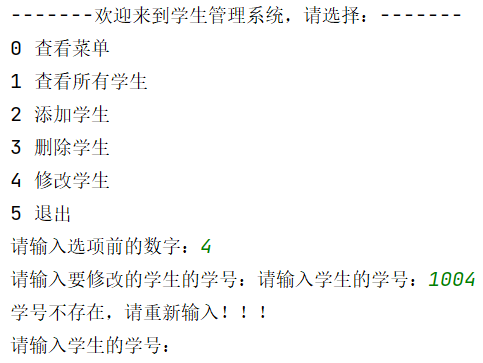 -------欢迎来到学生管理系统，请选择：-------
0 查看菜单
1 查看所有学生
2 添加学生
3 删除学生
4 修改学生
5 退出
请输入选项前的数字：4
请输入要修改的学生的学号：请输入学生的学号：1004
学号不存在，请重新输入！！！
请输入学生的学号：